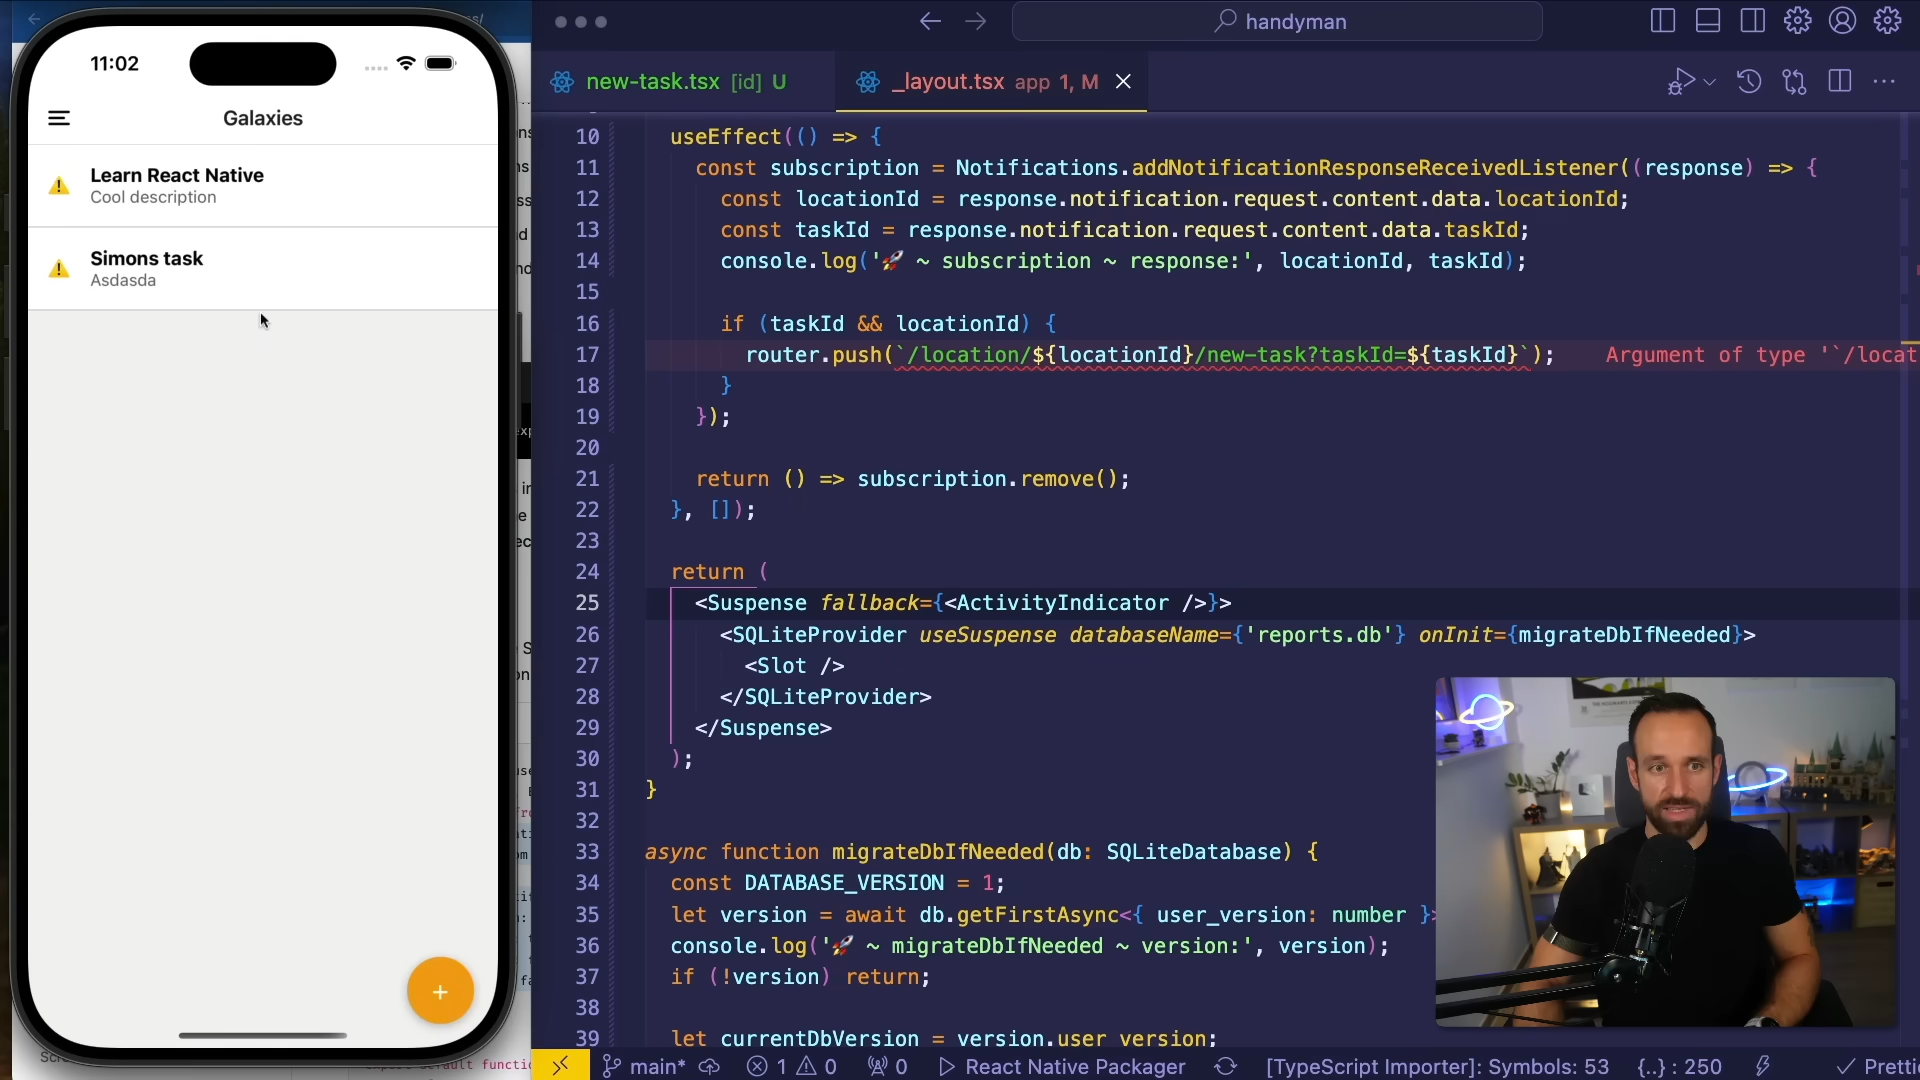 11:02
Galaxies
Learn React Native
Cool description
Simons task
Asdasda
+
handyman
new-task.tsx [id] U
_layout.tsx app 1, M
10 useEffect(() => {
11 const subscription = Notifications.addNotificationResponseReceivedListener((response) => {
12 const locationId = response.notification.request.content.data.locationId;
13 const taskId = response.notification.request.content.data.taskId;
14 console.log('🚀 ~ subscription ~ response:', locationId, taskId);
15
16 if (taskId && locationId) {
17 router.push(`/location/${locationId}/new-task?taskId=${taskId}`); Argument of type '`/locat
18 }
19 });
20
21 return () => subscription.remove();
22 }, []);
23
24 return (
25 <Suspense fallback={<ActivityIndicator />}>
26 <SQLiteProvider useSuspense databaseName={'reports.db'} onInit={migrateDbIfNeeded}>
27 <Slot />
28 </SQLiteProvider>
29 </Suspense>
30 );
31 }
32
33 async function migrateDbIfNeeded(db: SQLiteDatabase) {
34 const DATABASE_VERSION = 1;
35 let version = await db.getFirstAsync<{ user_version: number }>
36 console.log('🚀 ~ migrateDbIfNeeded ~ version:', version);
37 if (!version) return;
38
39 let currentDbVersion = version.user_version;
main* 1 0 0 React Native Packager [TypeScript Importer]: Symbols: 53 {..} : 250 Pretti